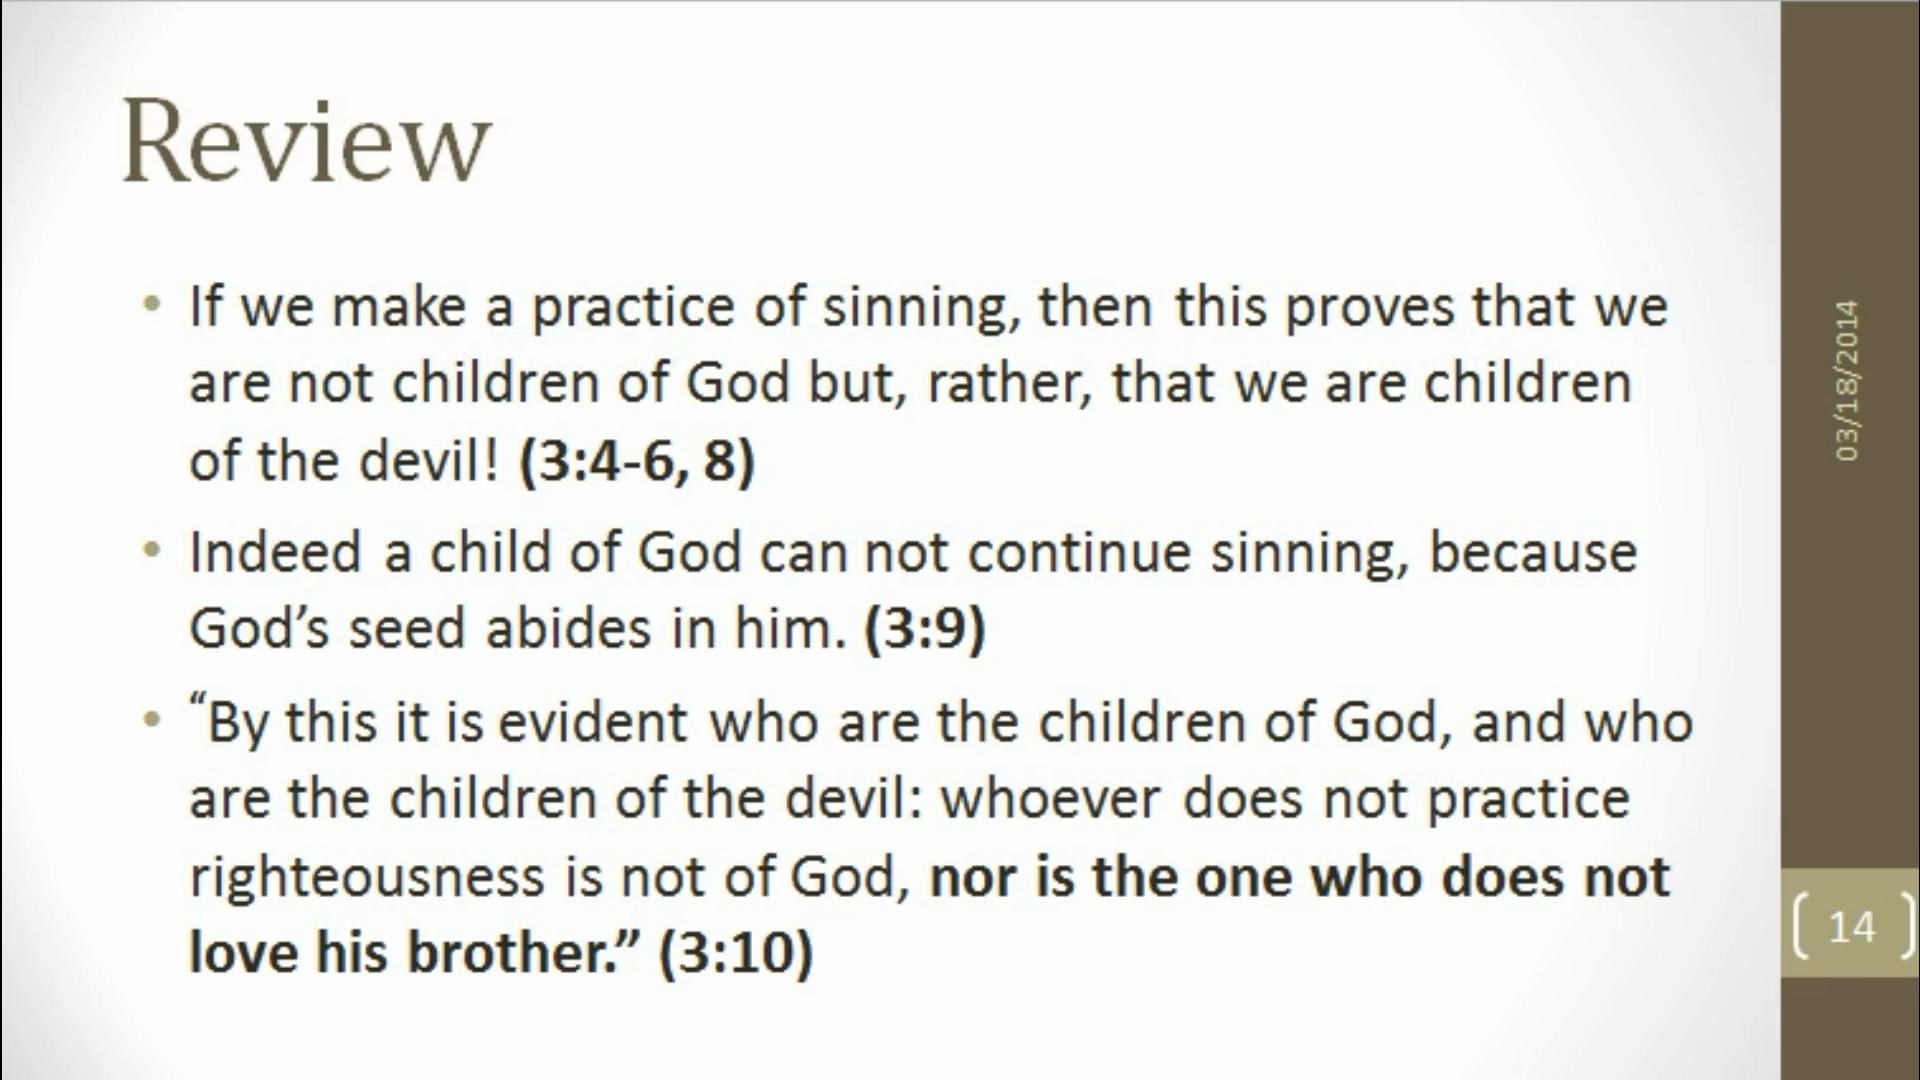 Review
• If we make a practice of sinning, then this proves that we
are not children of God but, rather, that we are children
of the devil! (3:4-6, 8)
• Indeed a child of God can not continue sinning, because
God’s seed abides in him. (3:9)
• “By this it is evident who are the children of God, and who
are the children of the devil: whoever does not practice
righteousness is not of God, nor is the one who does not
love his brother.” (3:10)
03/18/2014
14